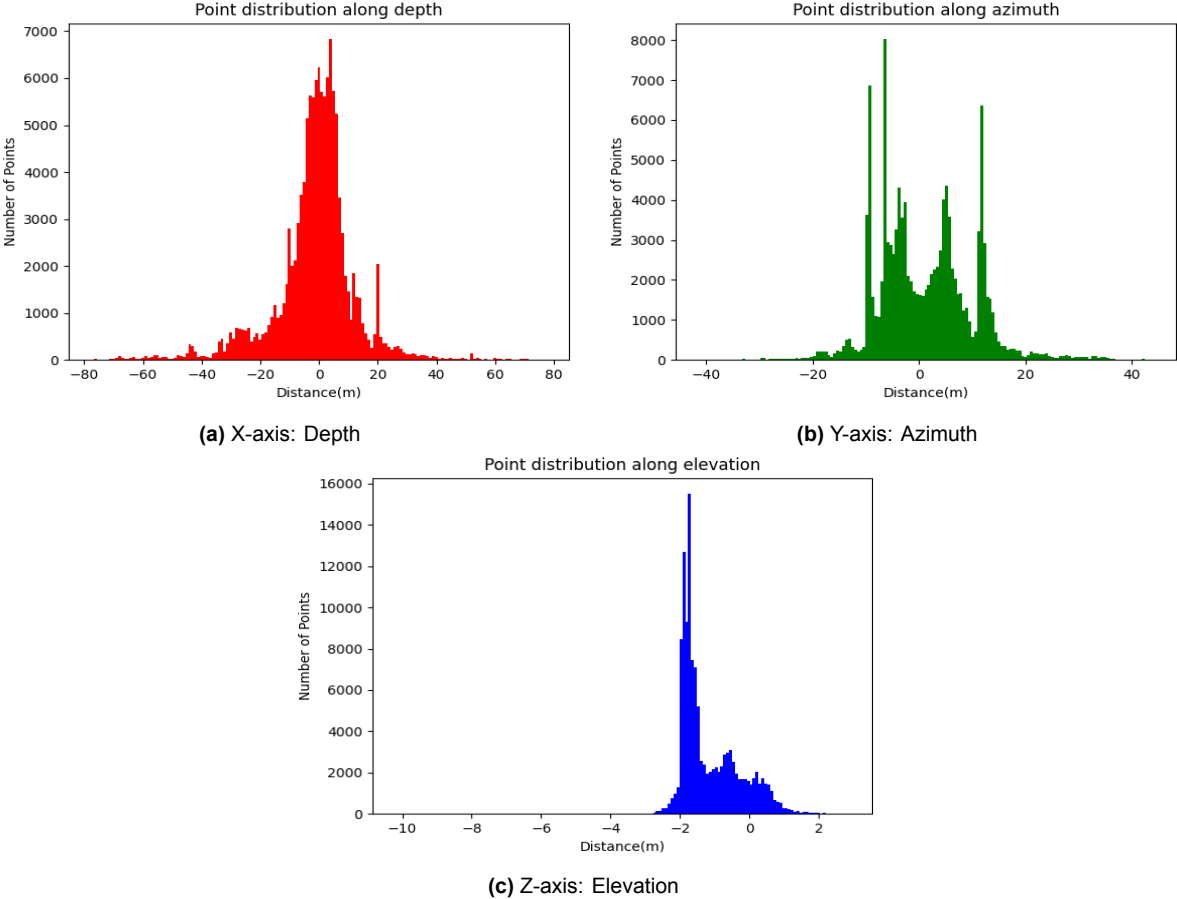 Point distribution along depth
Number of Points
7000
6000
5000
4000
3000
2000
1000
0
−80 −60 −40 −20 0 20 40 60 80
Distance(m)
(a) X-axis: Depth
Point distribution along azimuth
Number of Points
8000
7000
6000
5000
4000
3000
2000
1000
0
−40 −20 0 20 40
Distance(m)
(b) Y-axis: Azimuth
Point distribution along elevation
Number of Points
16000
14000
12000
10000
8000
6000
4000
2000
0
−10 −8 −6 −4 −2 0 2
Distance(m)
(c) Z-axis: Elevation